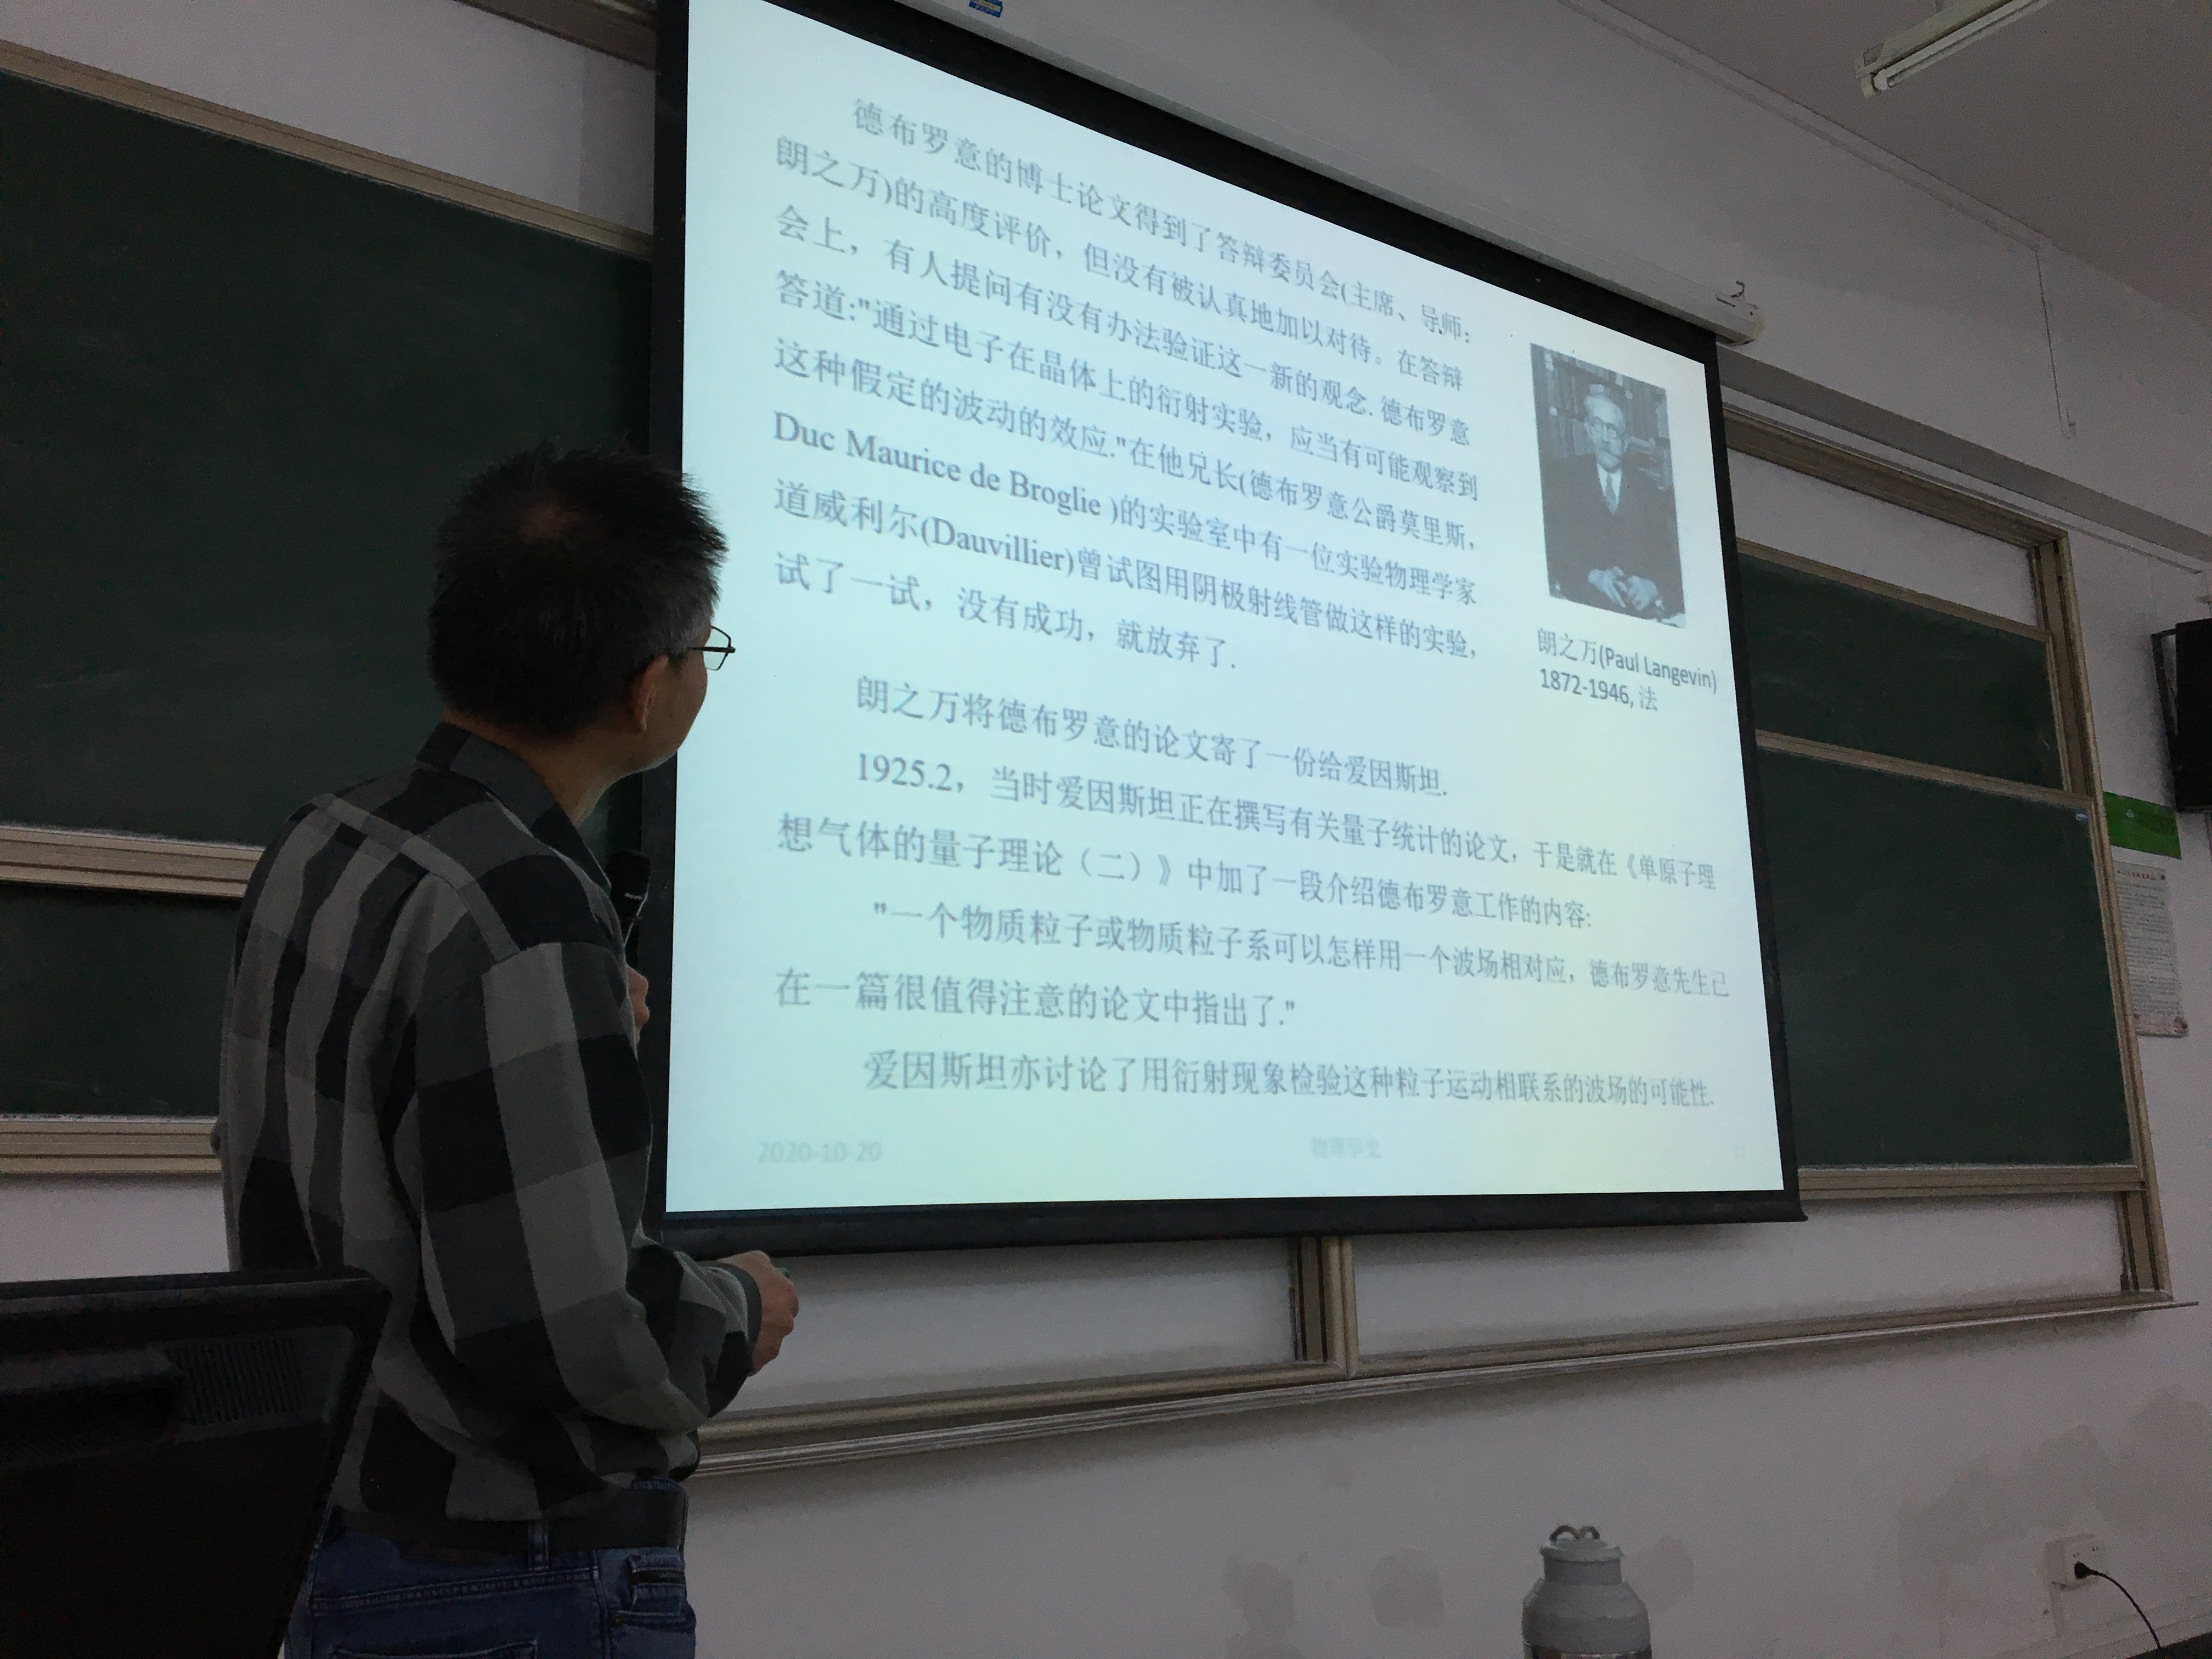 德布罗意的博士论文得到了答辩委员会(主席、导师:
朗之万)的高度评价，但没有被认真地加以对待。在答辩
会上，有人提问有没有办法验证这一新的观念. 德布罗意
答道:"通过电子在晶体上的衍射实验，应当有可能观察到
这种假定的波动的效应."在他兄长(德布罗意公爵莫里斯,
Duc Maurice de Broglie )的实验室中有一位实验物理学家
道威利尔(Dauvillier)曾试图用阴极射线管做这样的实验,
试了一试，没有成功，就放弃了.
朗之万(Paul Langevin)
1872-1946, 法
朗之万将德布罗意的论文寄了一份给爱因斯坦.
1925.2，当时爱因斯坦正在撰写有关量子统计的论文，于是就在《单原子理
想气体的量子理论（二）》中加了一段介绍德布罗意工作的内容:
"一个物质粒子或物质粒子系可以怎样用一个波场相对应，德布罗意先生已
在一篇很值得注意的论文中指出了."
爱因斯坦亦讨论了用衍射现象检验这种粒子运动相联系的波场的可能性.
2020-10-20
物理学史